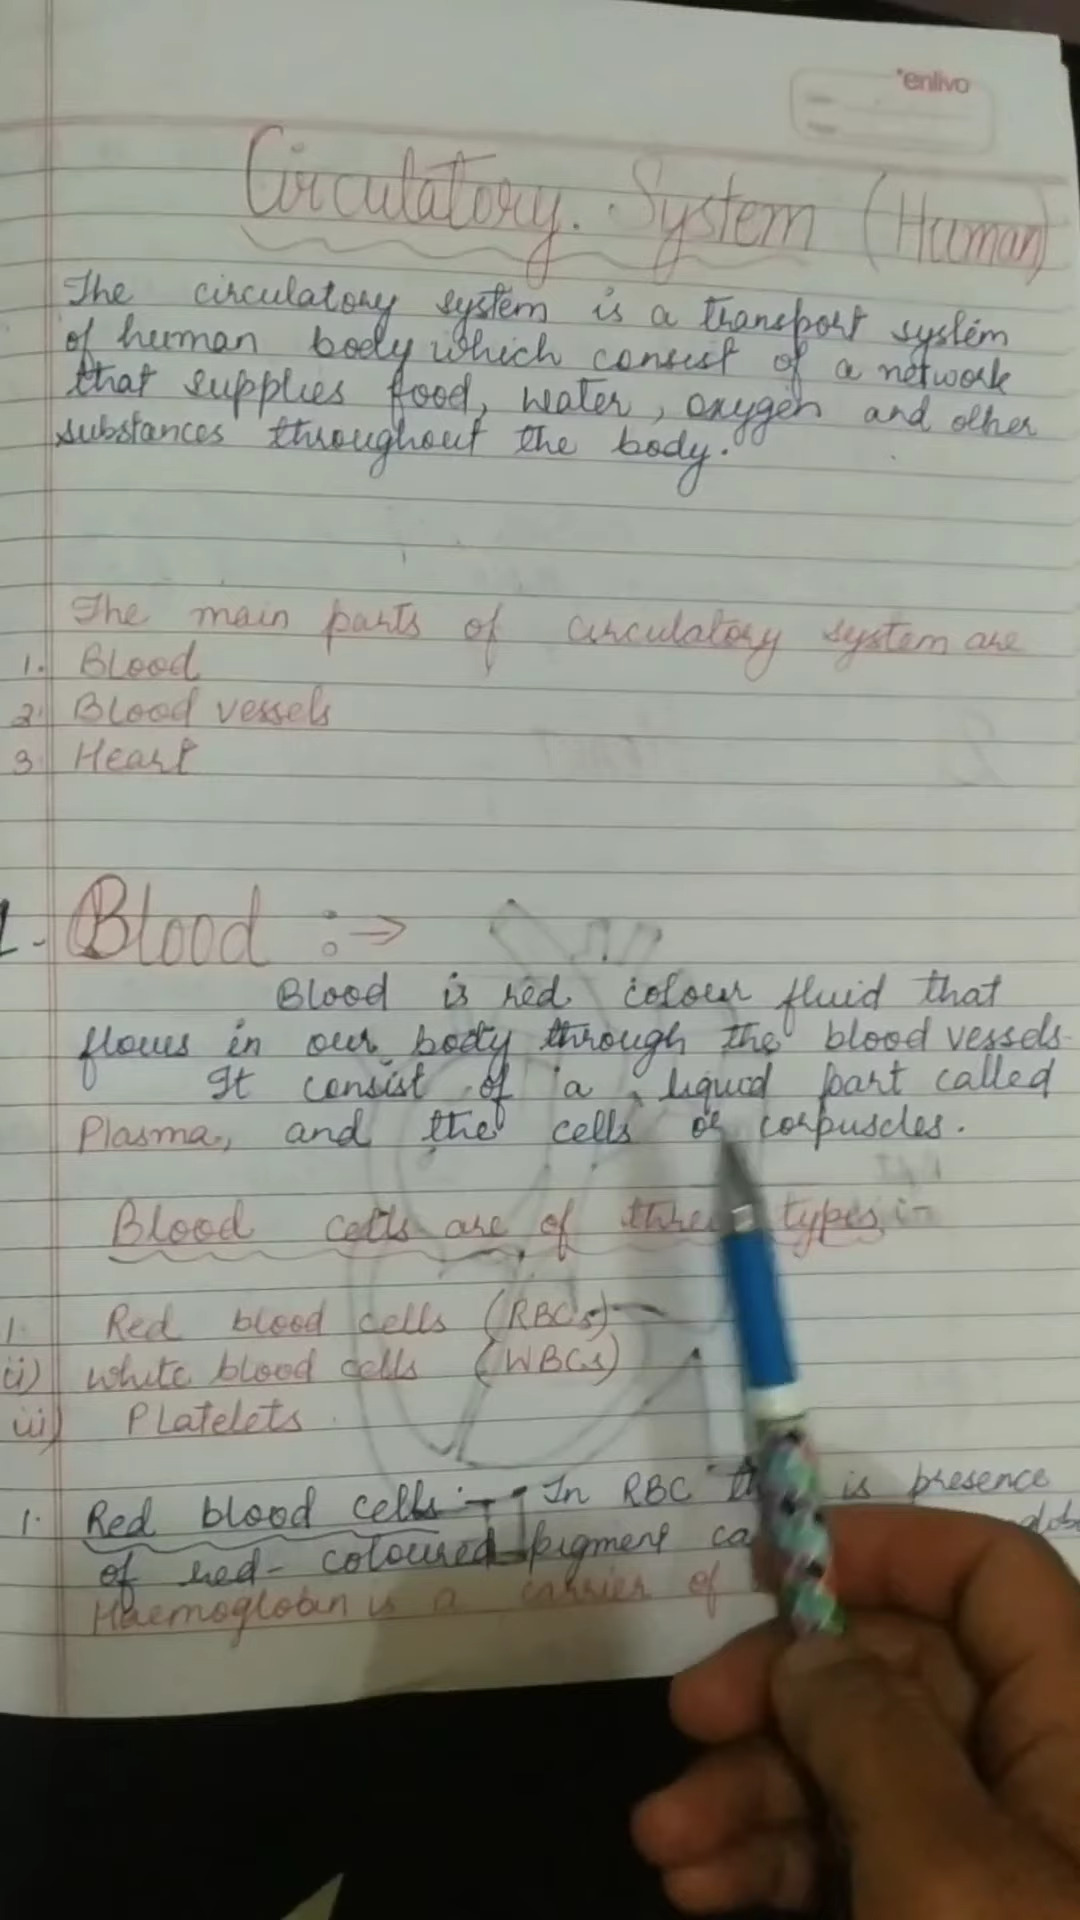 enlivo
Circulatory System (Human)
The circulatory system is a transport system
of human body which consist of a network
that supplies food, water, oxygen and other
substances throughout the body.
The main parts of circulatory system are
1. Blood
2. Blood vessels
3. Heart
1. Blood :→
Blood is red colour fluid that
flows in our body through the blood vessels.
It consist of a liquid part called
Plasma, and the cells or corpuscles.
Blood cells are of three types :-
1. Red blood cells (RBCs)
ii) White blood cells (WBCs)
iii) Platelets
1. Red blood cells :- In RBC is presence
of red-coloured pigment
Haemoglobin is a carrier of